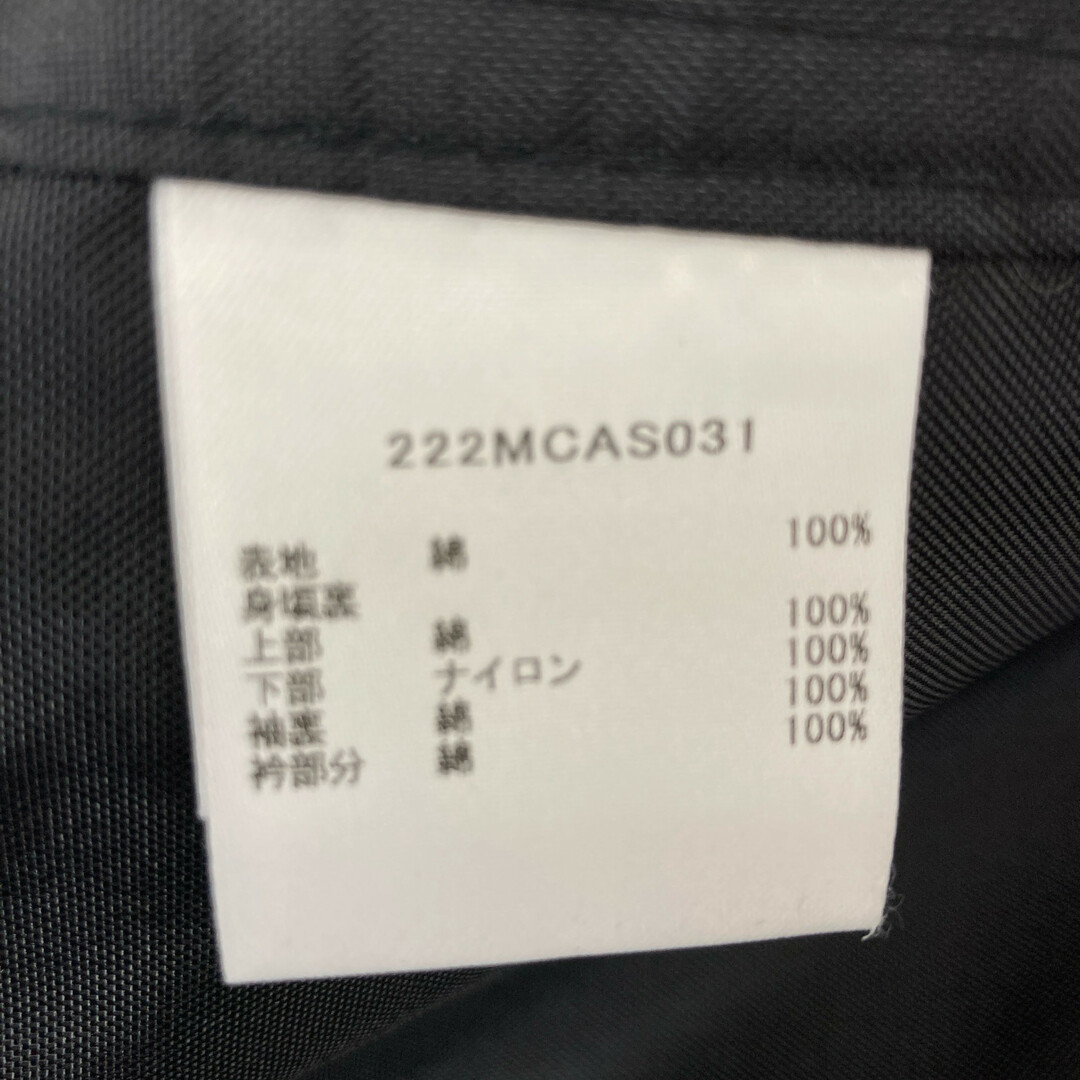 222MCAS031
表地 綿 100%
身頃裏
上部 綿 100%
下部 ナイロン 100%
袖裏 綿 100%
衿部分 綿 100%